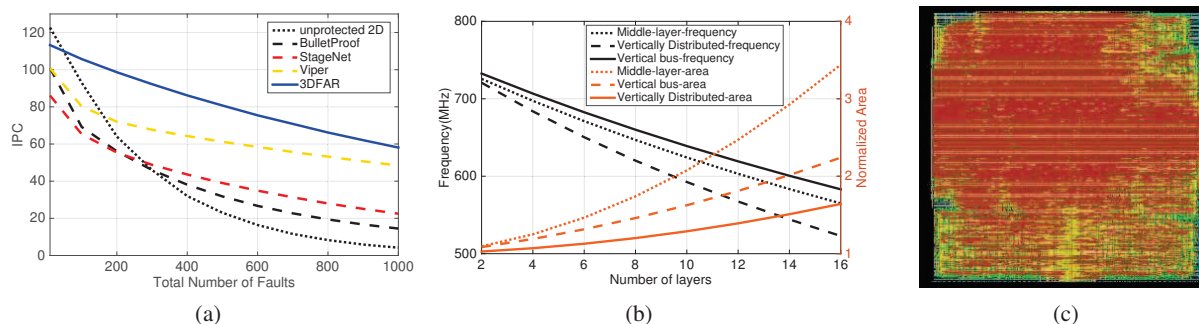 120
100
80
60
40
20
0
IPC
unprotected 2D
BulletProof
StageNet
Viper
3DFAR
200 400 600 800 1000
Total Number of Faults
(a)
800
700
600
500
Frequency(MHz)
Middle-layer-frequency
Vertically Distributed-frequency
Vertical bus-frequency
Middle-layer-area
Vertical bus-area
Vertically Distributed-area
4
3
2
1
Normalized Area
2 4 6 8 10 12 14 16
Number of layers
(b)
(c)